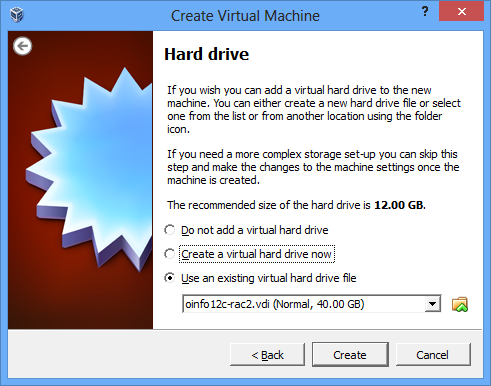 Create Virtual Machine
?
Hard drive
If you wish you can add a virtual hard drive to the new
machine. You can either create a new hard drive file or select
one from the list or from another location using the folder
icon.
If you need a more complex storage set-up you can skip this
step and make the changes to the machine settings once the
machine is created.
The recommended size of the hard drive is 12.00 GB.
Do not add a virtual hard drive
Create a virtual hard drive now
Use an existing virtual hard drive file
oinfo12c-rac2.vdi (Normal, 40.00 GB)
< Back
Create
Cancel